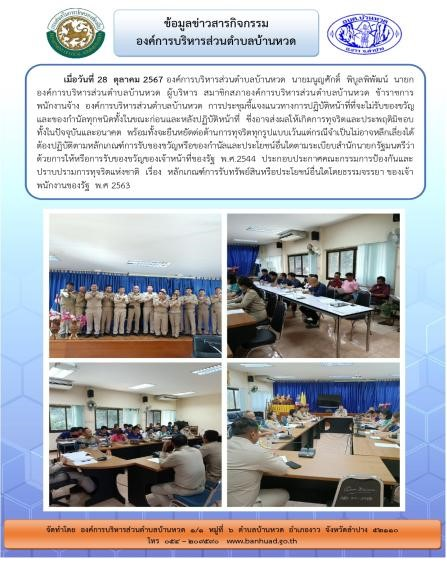 ข้อมูลข่าวสารกิจกรรม
องค์การบริหารส่วนตำบลบ้านหวด
เมื่อวันที่ 28 ตุลาคม 2567 องค์การบริหารส่วนตำบลบ้านหวด นายมนูญศักดิ์ พิบูลพิพัฒน์ นายก
องค์การบริหารส่วนตำบลบ้านหวด ผู้บริหาร สมาชิกสภาองค์การบริหารส่วนตำบลบ้านหวด ข้าราชการ
พนักงานจ้าง องค์การบริหารส่วนตำบลบ้านหวด การประชุมชี้แจงแนวทางการปฏิบัติหน้าที่ที่จะไม่รับของขวัญ
และของกำนัลทุกชนิดทั้งในขณะก่อนและหลังปฏิบัติหน้าที่ ซึ่งอาจส่งผลให้เกิดการทุจริตและประพฤติมิชอบ
ทั้งในปัจจุบันและอนาคต พร้อมทั้งจะยืนหยัดต่อต้านการทุจริตทุกรูปแบบเว้นแต่กรณีจำเป็นไม่อาจหลีกเลี่ยงได้
ต้องปฏิบัติตามหลักเกณฑ์การรับของขวัญหรือของกำนัลและประโยชน์อื่นใดตามระเบียบสำนักนายกรัฐมนตรีว่า
ด้วยการให้หรือการรับของขวัญของเจ้าหน้าที่ของรัฐ พ.ศ.2544 ประกอบประกาศคณะกรรมการป้องกันและ
ปราบปรามการทุจริตแห่งชาติ เรื่อง หลักเกณฑ์การรับทรัพย์สินหรือประโยชน์อื่นใดโดยธรรมจรรยา ของเจ้า
พนักงานของรัฐ พ.ศ 2563
จัดทำโดย องค์การบริหารส่วนตำบลบ้านหวด ๑/๑ หมู่ที่ ๖ ตำบลบ้านหวด อำเภองาว จังหวัดลำปาง ๕๒๑๑๐
โทร ๐๕๔ – ๒๐๙๕๙๐ www.banhuad.go.th